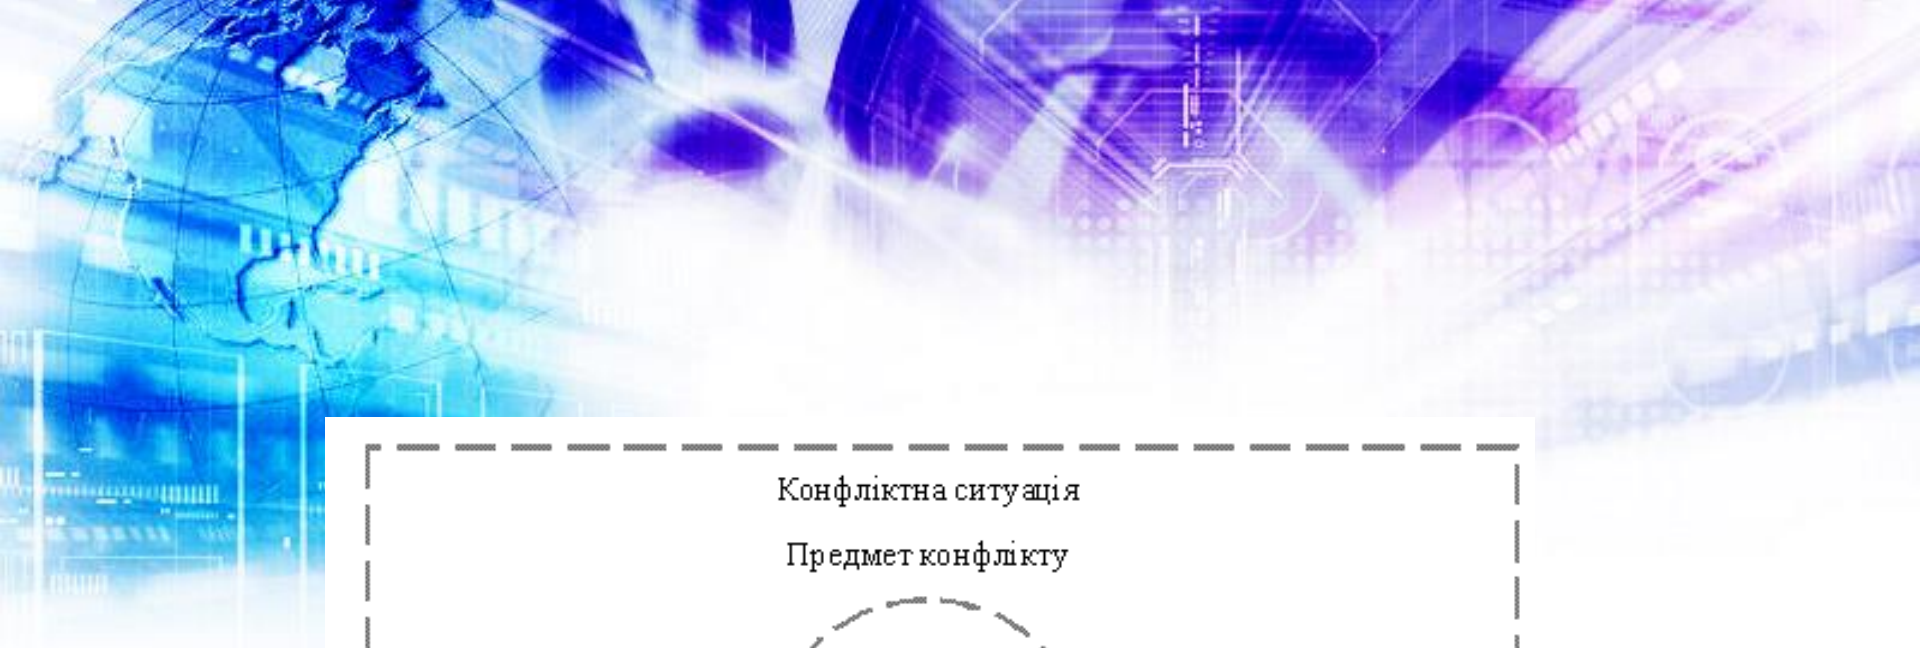 Конфліктна ситуація
Предмет конфлікту